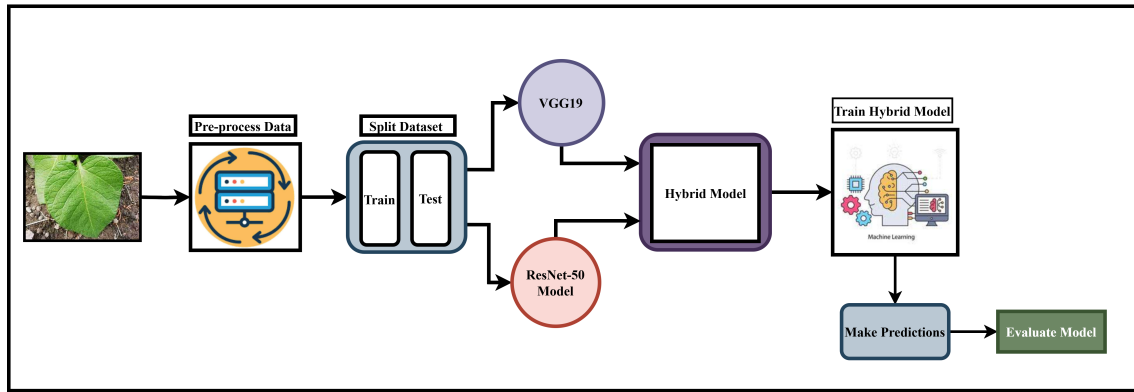 Pre-process Data
Split Dataset
Train
Test
VGG19
ResNet-50
Model
Hybrid Model
Train Hybrid Model
Machine Learning
Make Predictions
Evaluate Model